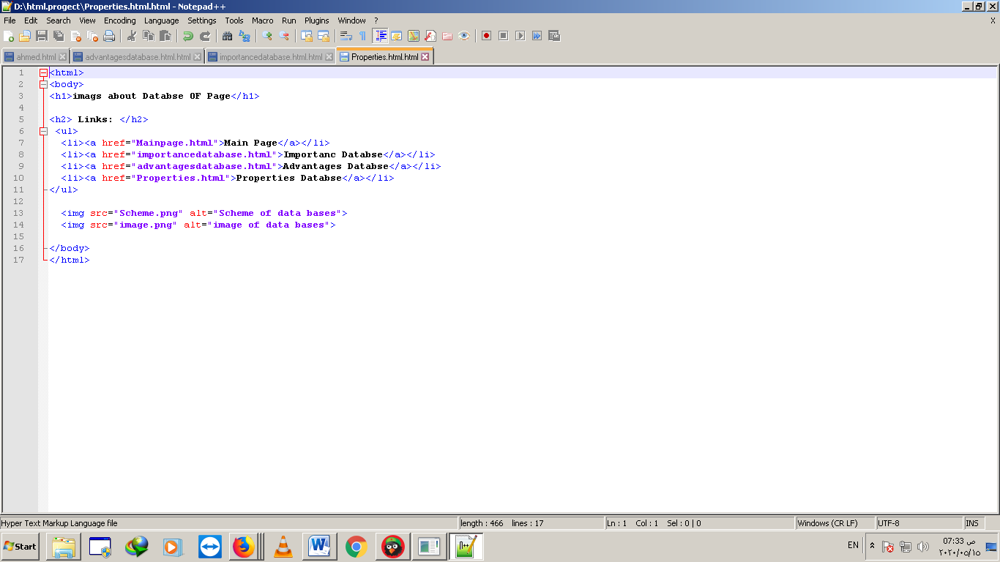 D:\html.progect\Properties.html.html - Notepad++
File Edit Search View Encoding Language Settings Tools Macro Run Plugins Window ? X
ahmed.html advantagesdatabase.html.html importancedatabase.html.html Properties.html.html
1 <html>
2 <body>
3 <h1>imags about Databse OF Page</h1>
4
5 <h2> Links: </h2>
6 <ul>
7 <li><a href="Mainpage.html">Main Page</a></li>
8 <li><a href="importancedatabase.html">Importanc Databse</a></li>
9 <li><a href="advantagesdatabase.html">Advantages Databse</a></li>
10 <li><a href="Properties.html">Properties Databse</a></li>
11 </ul>
12
13 <img src="Scheme.png" alt="Scheme of data bases">
14 <img src="image.png" alt="image of data bases">
15
16 </body>
17 </html>
Hyper Text Markup Language file length : 466 lines : 17 Ln : 1 Col : 1 Sel : 0 | 0 Windows (CR LF) UTF-8 INS
Start EN 07:33 ص
٢٠٢٠/٠٥/١٥